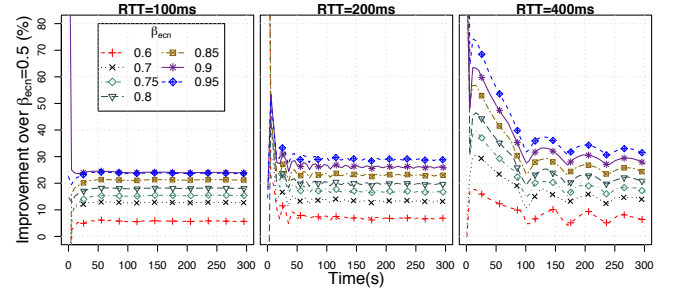 RTT=100ms RTT=200ms RTT=400ms
Improvement over βecn=0.5 (%)
80
70
60
50
40
30
20
10
0
βecn
0.6 0.85
0.7 0.9
0.75 0.95
0.8
0 50 100 150 200 250 300 0 50 100 150 200 250 300 0 50 100 150 200 250 300
Time(s)